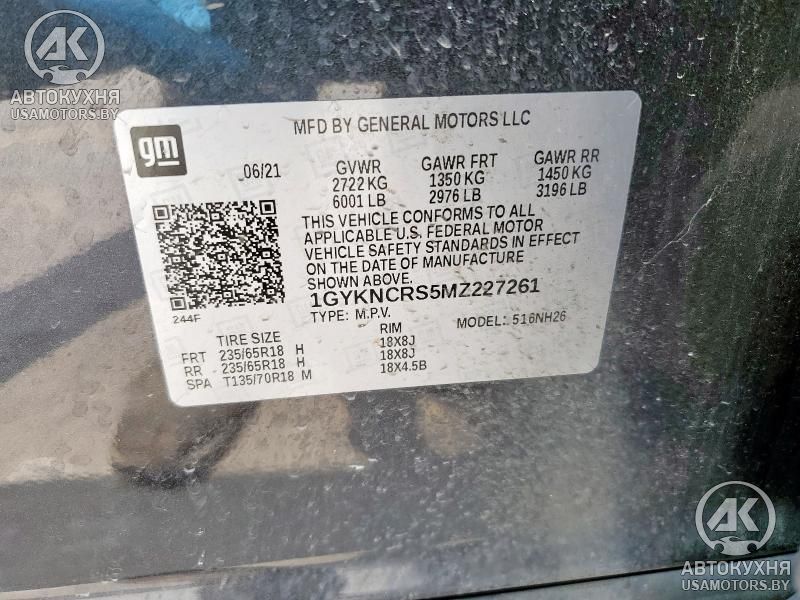 АК
АВТОКУХНЯ
USAMOTORS.BY
gm
MFD BY GENERAL MOTORS LLC
06/21 GVWR GAWR FRT GAWR RR
2722 KG 1350 KG 1450 KG
6001 LB 2976 LB 3196 LB
THIS VEHICLE CONFORMS TO ALL
APPLICABLE U.S. FEDERAL MOTOR
VEHICLE SAFETY STANDARDS IN EFFECT
ON THE DATE OF MANUFACTURE
SHOWN ABOVE.
1GYKNCRS5MZ227261
244F TYPE: M.P.V. MODEL: 516NH26
TIRE SIZE RIM
FRT 235/65R18 H 18X8J
RR 235/65R18 H 18X8J
SPA T135/70R18 M 18X4.5B
АК
АВТОКУХНЯ
USAMOTORS.BY